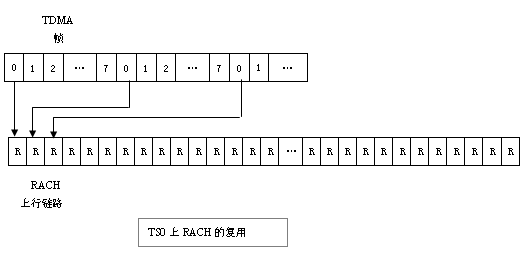 TDMA
帧
0 1 2 … 7 0 1 2 … 7 0 1 …
R R R R R R R R R R R R R R R … R R R R R R R R R R R R
RACH
上行链路
TS0 上 RACH 的复用